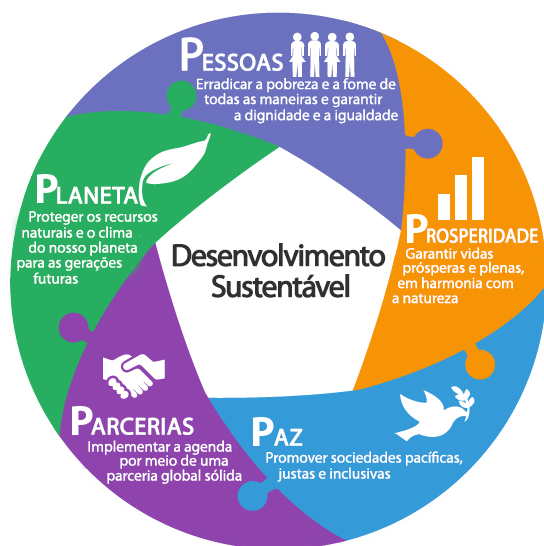 PESSOAS
Erradicar a pobreza e a fome de
todas as maneiras e garantir
a dignidade e a igualdade
PROSPERIDADE
Garantir vidas
prósperas e plenas,
em harmonia com
a natureza
PAZ
Promover sociedades pacíficas,
justas e inclusivas
PARCERIAS
Implementar a agenda
por meio de uma
parceria global sólida
PLANETA
Proteger os recursos
naturais e o clima
do nosso planeta
para as gerações
futuras
Desenvolvimento
Sustentável